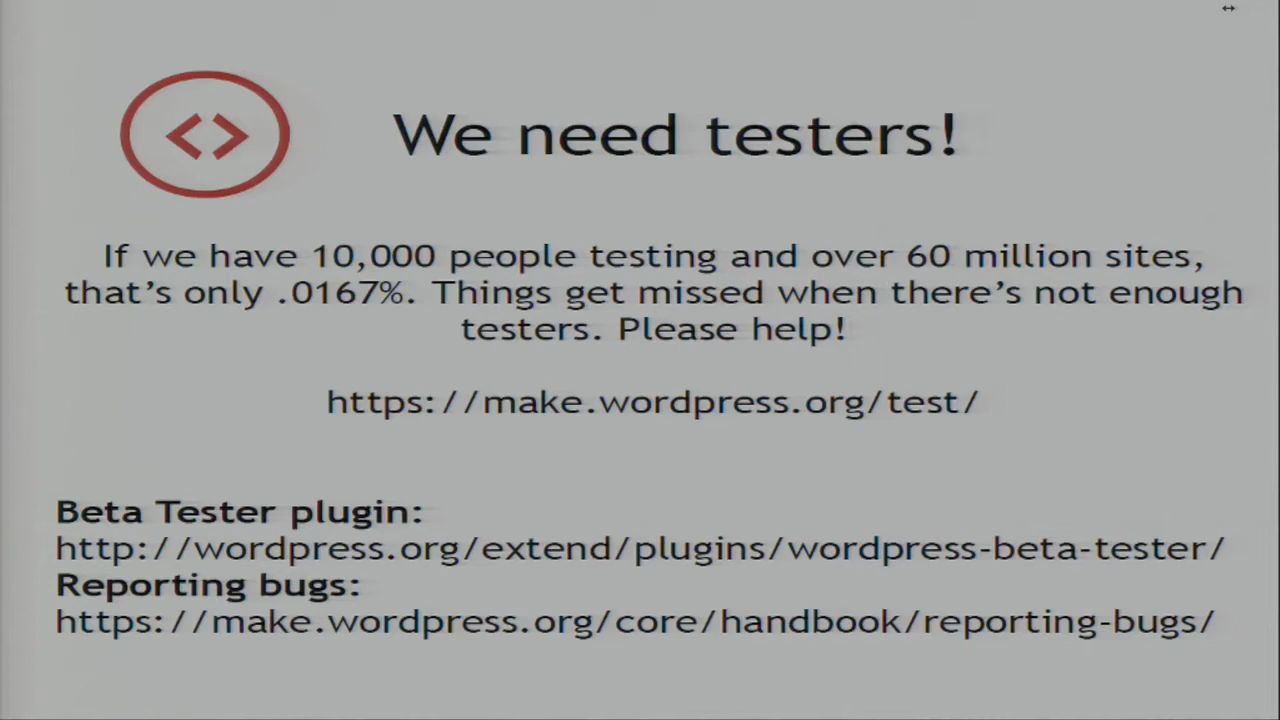 We need testers!
If we have 10,000 people testing and over 60 million sites,
that's only .0167%. Things get missed when there's not enough
testers. Please help!
https://make.wordpress.org/test/
Beta Tester plugin:
http://wordpress.org/extend/plugins/wordpress-beta-tester/
Reporting bugs:
https://make.wordpress.org/core/handbook/reporting-bugs/